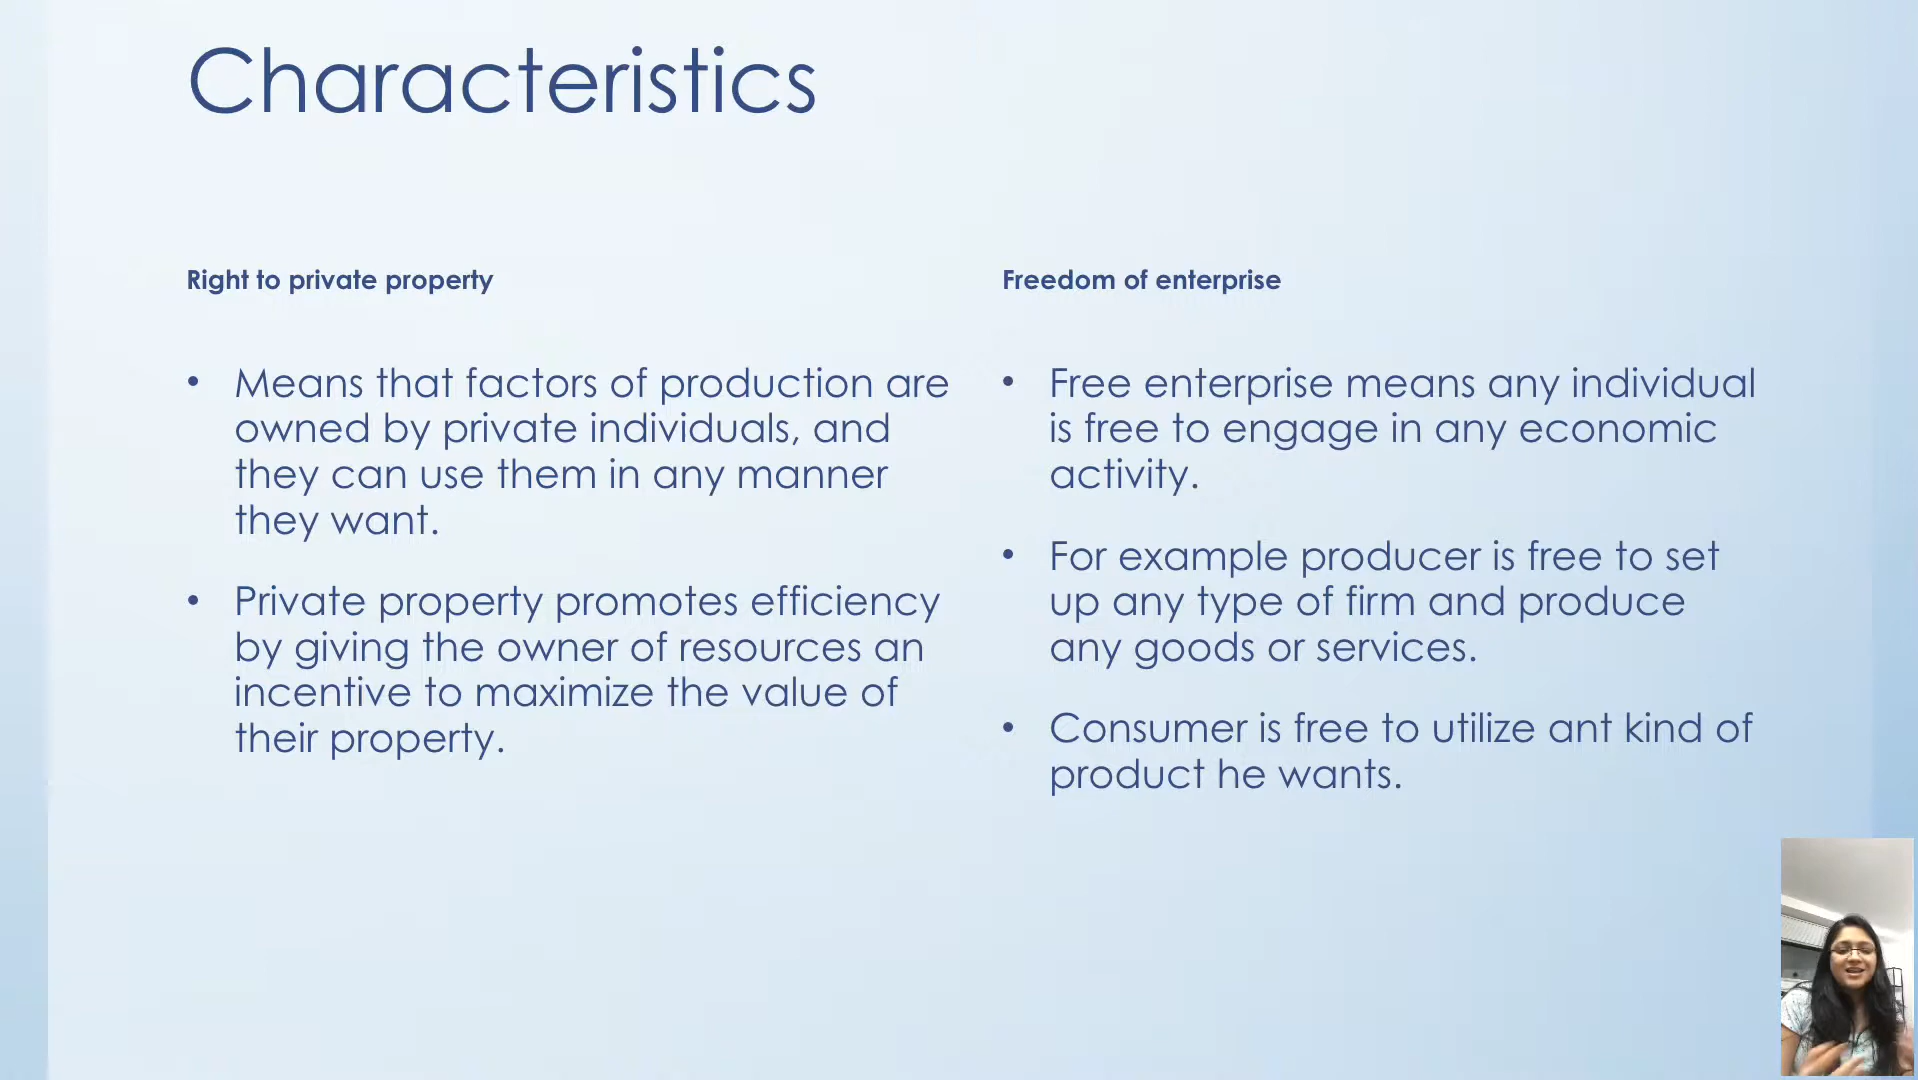 Characteristics
Right to private property
• Means that factors of production are
owned by private individuals, and
they can use them in any manner
they want.
• Private property promotes efficiency
by giving the owner of resources an
incentive to maximize the value of
their property.
Freedom of enterprise
• Free enterprise means any individual
is free to engage in any economic
activity.
• For example producer is free to set
up any type of firm and produce
any goods or services.
• Consumer is free to utilize ant kind of
product he wants.